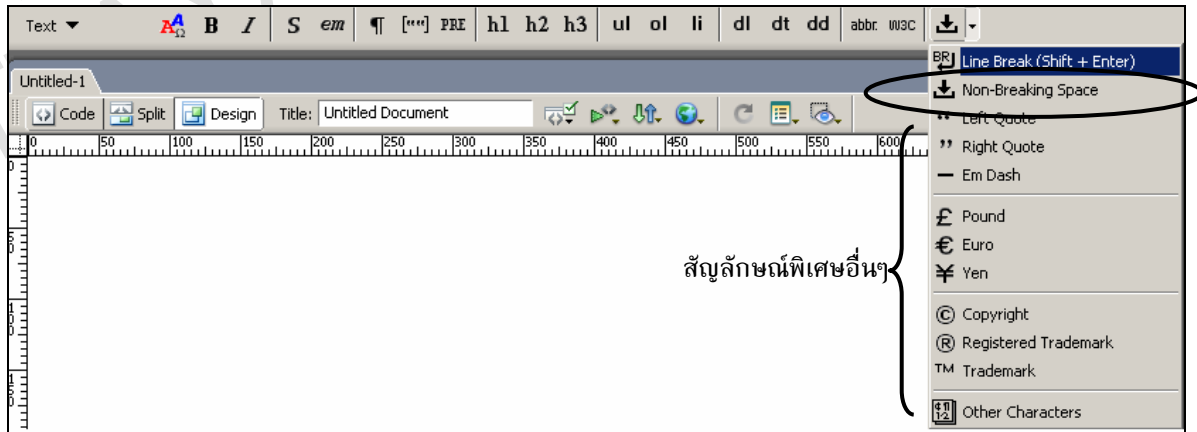 Text B I S em ¶ [""] PRE h1 h2 h3 ul ol li dl dt dd abbr. W3C
BR Line Break (Shift + Enter)
Untitled-1
Non-Breaking Space
Code Split Design Title: Untitled Document
Left Quote
0 50 100 150 200 250 300 350 400 450 500 550 600
Right Quote
Em Dash
£ Pound
€ Euro
สัญลักษณ์พิเศษอื่นๆ
¥ Yen
© Copyright
® Registered Trademark
TM Trademark
Other Characters